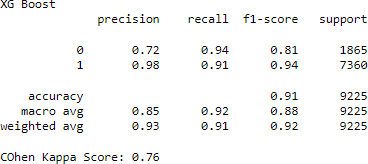 XG Boost
precision recall f1-score support
0 0.72 0.94 0.81 1865
1 0.98 0.91 0.94 7360
accuracy 0.91 9225
macro avg 0.85 0.92 0.88 9225
weighted avg 0.93 0.91 0.92 9225
COhen Kappa Score: 0.76